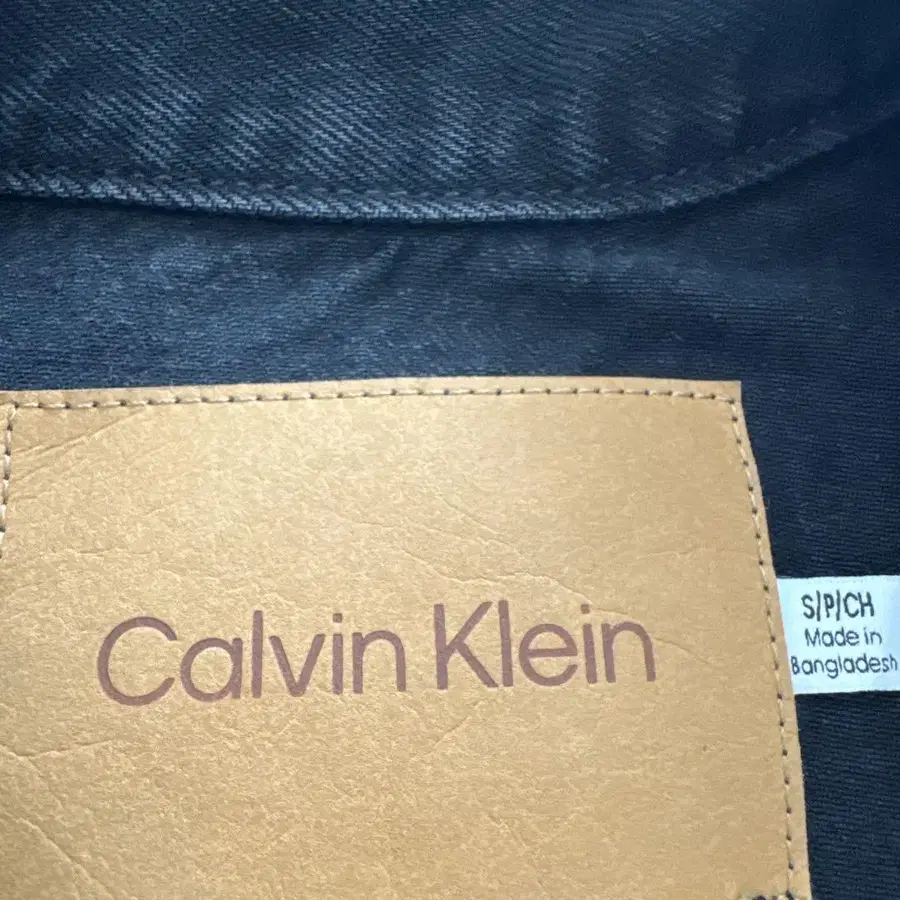 Calvin Klein
S/P/CH
Made in
Bangladesh